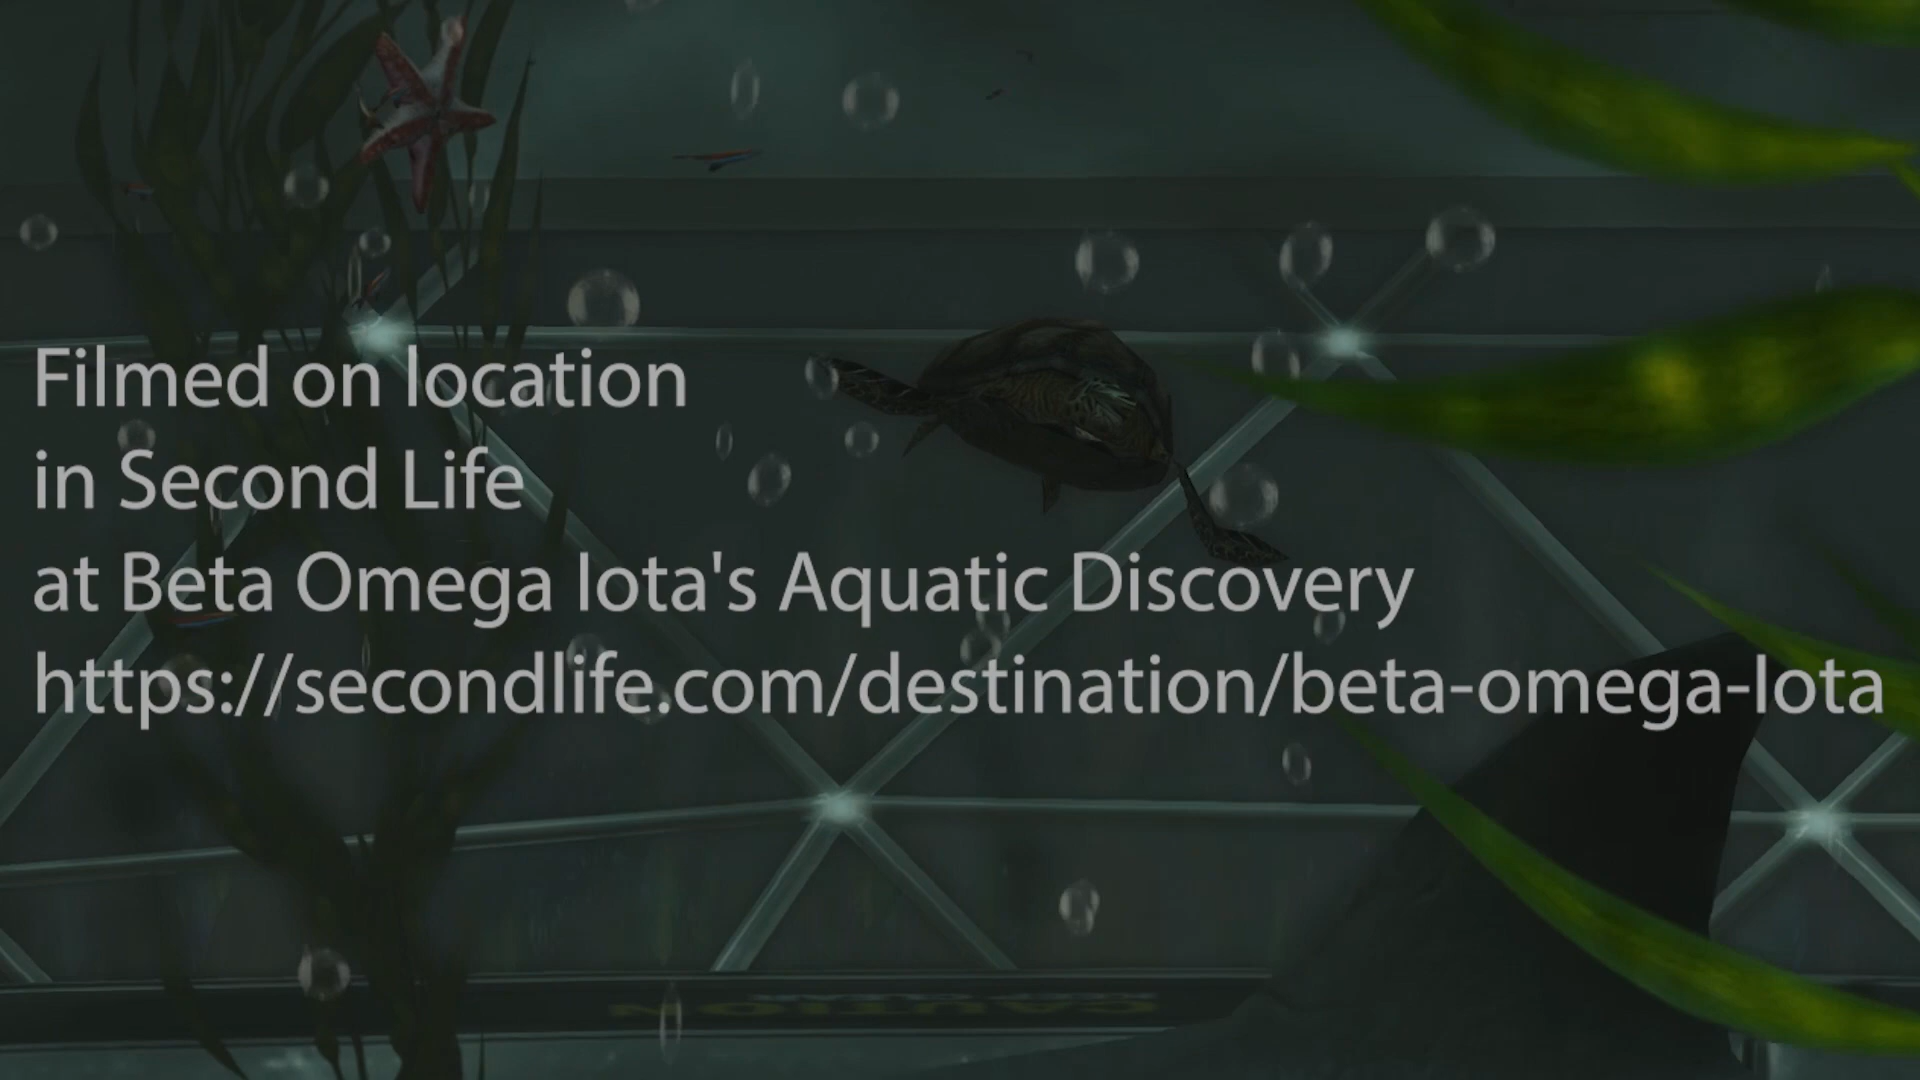 Filmed on location
in Second Life
at Beta Omega Iota's Aquatic Discovery
https://secondlife.com/destination/beta-omega-Iota